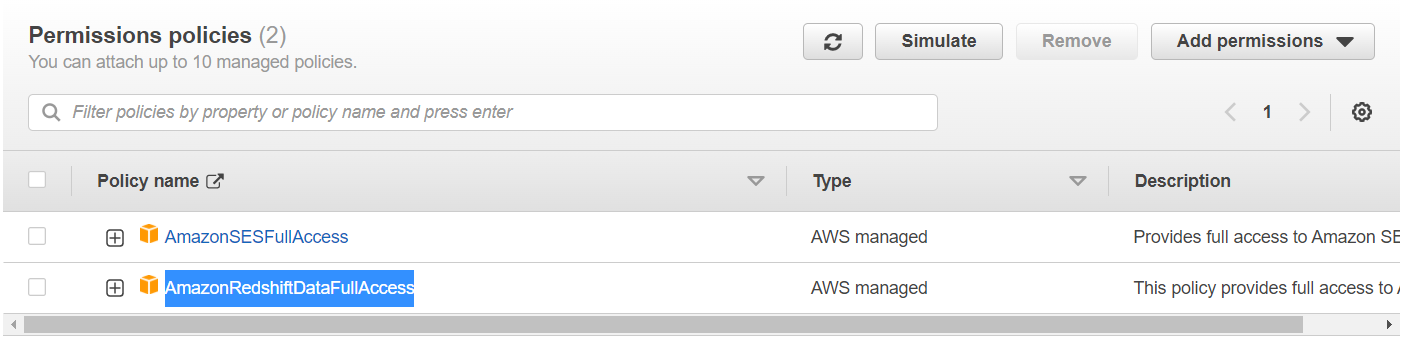 Permissions policies (2)
You can attach up to 10 managed policies.
Simulate
Remove
Add permissions
Filter policies by property or policy name and press enter
1
Policy name
Type
Description
AmazonSESFullAccess
AWS managed
Provides full access to Amazon SE
AmazonRedshiftDataFullAccess
AWS managed
This policy provides full access to A